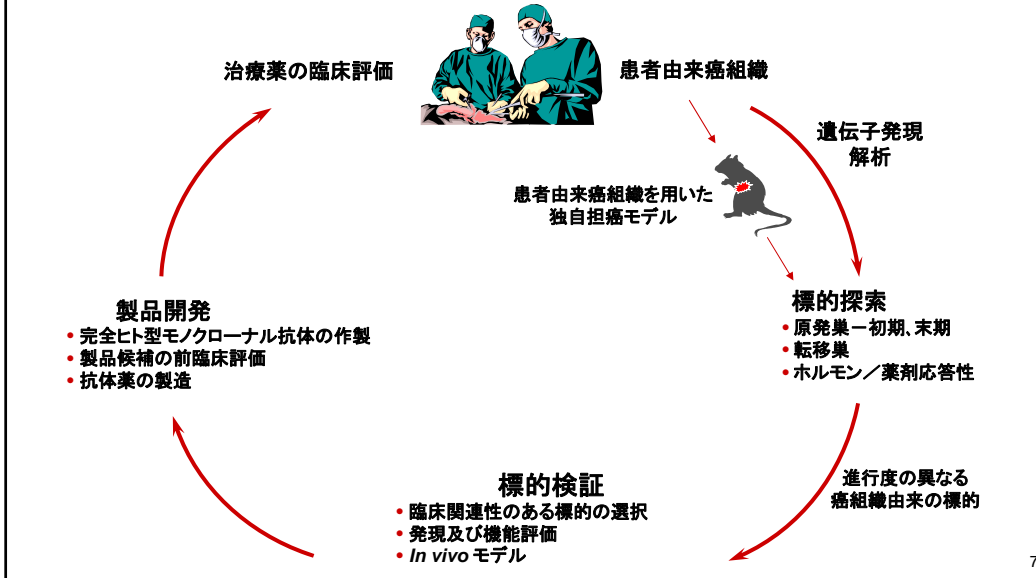 治療薬の臨床評価
患者由来癌組織
遺伝子発現
解析
患者由来癌組織を用いた
独自担癌モデル
標的探索
• 原発巣－初期、末期
• 転移巣
• ホルモン／薬剤応答性
進行度の異なる
癌組織由来の標的
標的検証
• 臨床関連性のある標的の選択
• 発現及び機能評価
• In vivo モデル
製品開発
• 完全ヒト型モノクローナル抗体の作製
• 製品候補の前臨床評価
• 抗体薬の製造
7